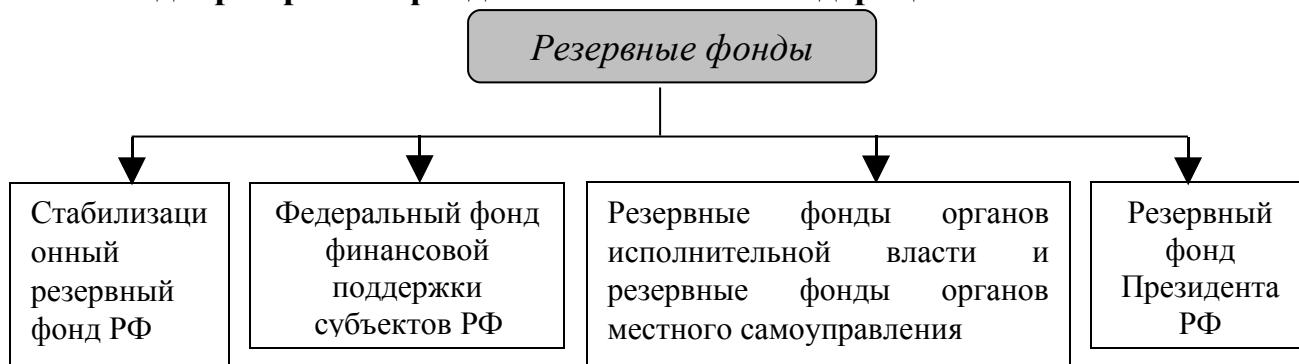 Резервные фонды
Стабилизаци
онный
резервный
фонд РФ
Федеральный фонд
финансовой
поддержки
субъектов РФ
Резервные фонды органов
исполнительной власти и
резервные фонды органов
местного самоуправления
Резервный
фонд
Президента
РФ